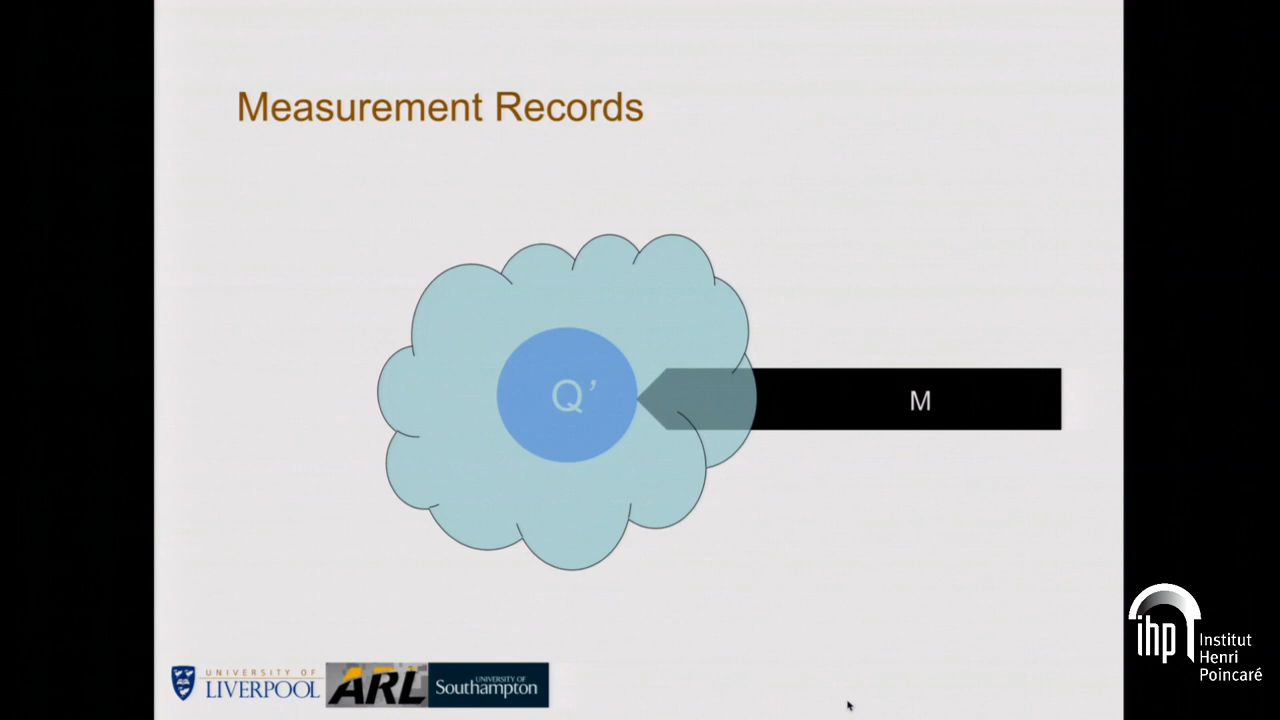 Measurement Records
Q’
M
UNIVERSITY OF
LIVERPOOL
ARL
UNIVERSITY OF
Southampton
ihp
Institut
Henri
Poincaré